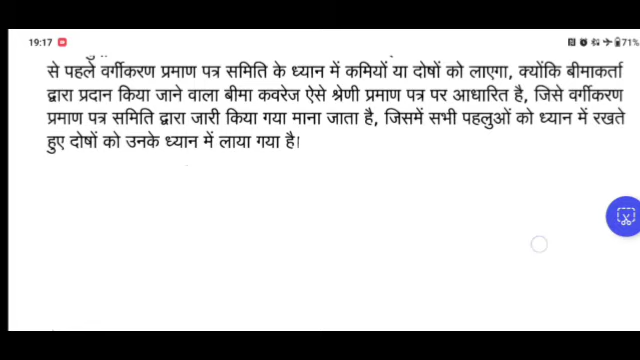 19:17
71%
से पहले वर्गीकरण प्रमाण पत्र समिति के ध्यान में कमियों या दोषों को लाएगा, क्योंकि बीमाकर्ता
द्वारा प्रदान किया जाने वाला बीमा कवरेज ऐसे श्रेणी प्रमाण पत्र पर आधारित है, जिसे वर्गीकरण
प्रमाण पत्र समिति द्वारा जारी किया गया माना जाता है, जिसमें सभी पहलुओं को ध्यान में रखते
हुए दोषों को उनके ध्यान में लाया गया है।